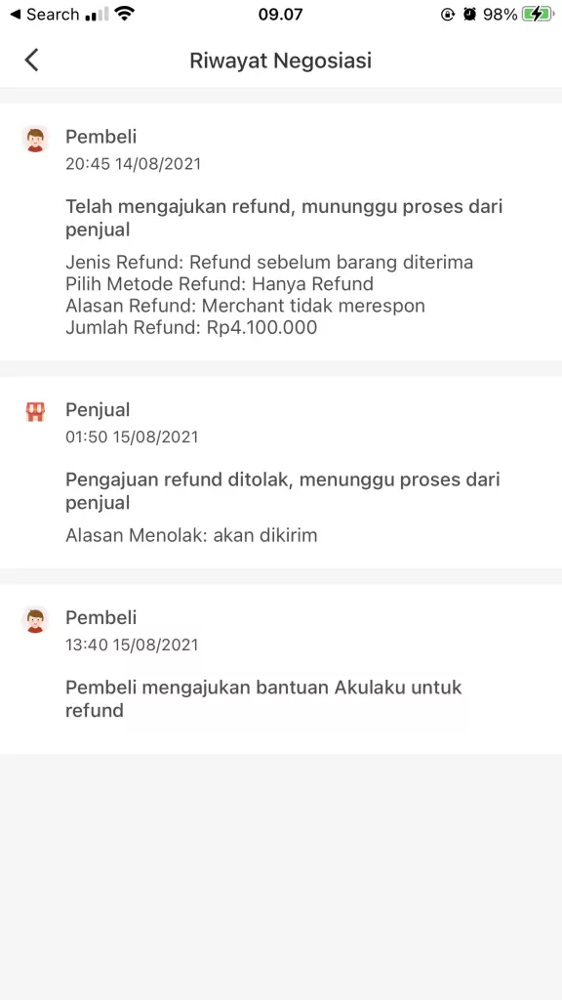 Search
09.07
98%
Riwayat Negosiasi
Pembeli
20:45 14/08/2021
Telah mengajukan refund, mununggu proses dari
penjual
Jenis Refund: Refund sebelum barang diterima
Pilih Metode Refund: Hanya Refund
Alasan Refund: Merchant tidak merespon
Jumlah Refund: Rp4.100.000
Penjual
01:50 15/08/2021
Pengajuan refund ditolak, menunggu proses dari
penjual
Alasan Menolak: akan dikirim
Pembeli
13:40 15/08/2021
Pembeli mengajukan bantuan Akulaku untuk
refund